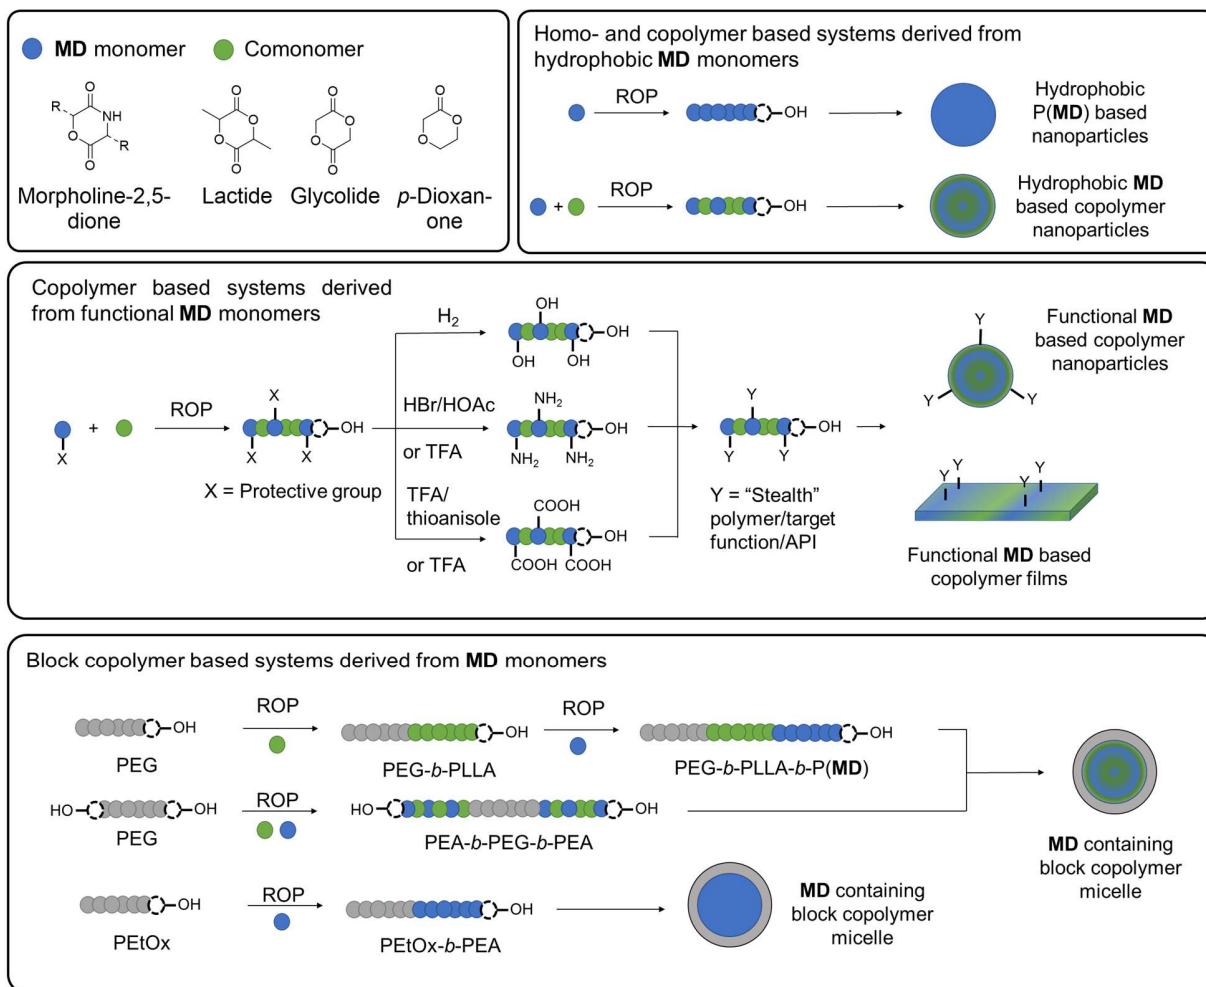 MD monomer
Comonomer
O
R
NH
O
R
O
Morpholine-2,5-
dione
O
O
O
O
Lactide
O
O
O
O
Glycolide
O
O
O
p-Dioxan-
one
Homo- and copolymer based systems derived from
hydrophobic MD monomers
ROP
OH
Hydrophobic
P(MD) based
nanoparticles
+
ROP
OH
Hydrophobic MD
based copolymer
nanoparticles
Copolymer based systems derived
from functional MD monomers
X
+
ROP
X
X
X
OH
X = Protective group
H2
OH
OH
OH
OH
HBr/HOAc
or TFA
NH2
NH2
NH2
OH
TFA/
thioanisole
or TFA
COOH
COOH
COOH
OH
Y
Y
Y
OH
Y = “Stealth”
polymer/target
function/API
Y
Y
Y
Functional MD
based copolymer
nanoparticles
Y
Y
Y
Y
Functional MD based
copolymer films
Block copolymer based systems derived from MD monomers
OH
PEG
ROP
OH
PEG-b-PLLA
ROP
OH
PEG-b-PLLA-b-P(MD)
HO
OH
PEG
ROP
HO
OH
PEA-b-PEG-b-PEA
MD containing
block copolymer
micelle
OH
PEtOx
ROP
OH
PEtOx-b-PEA
MD containing
block copolymer
micelle